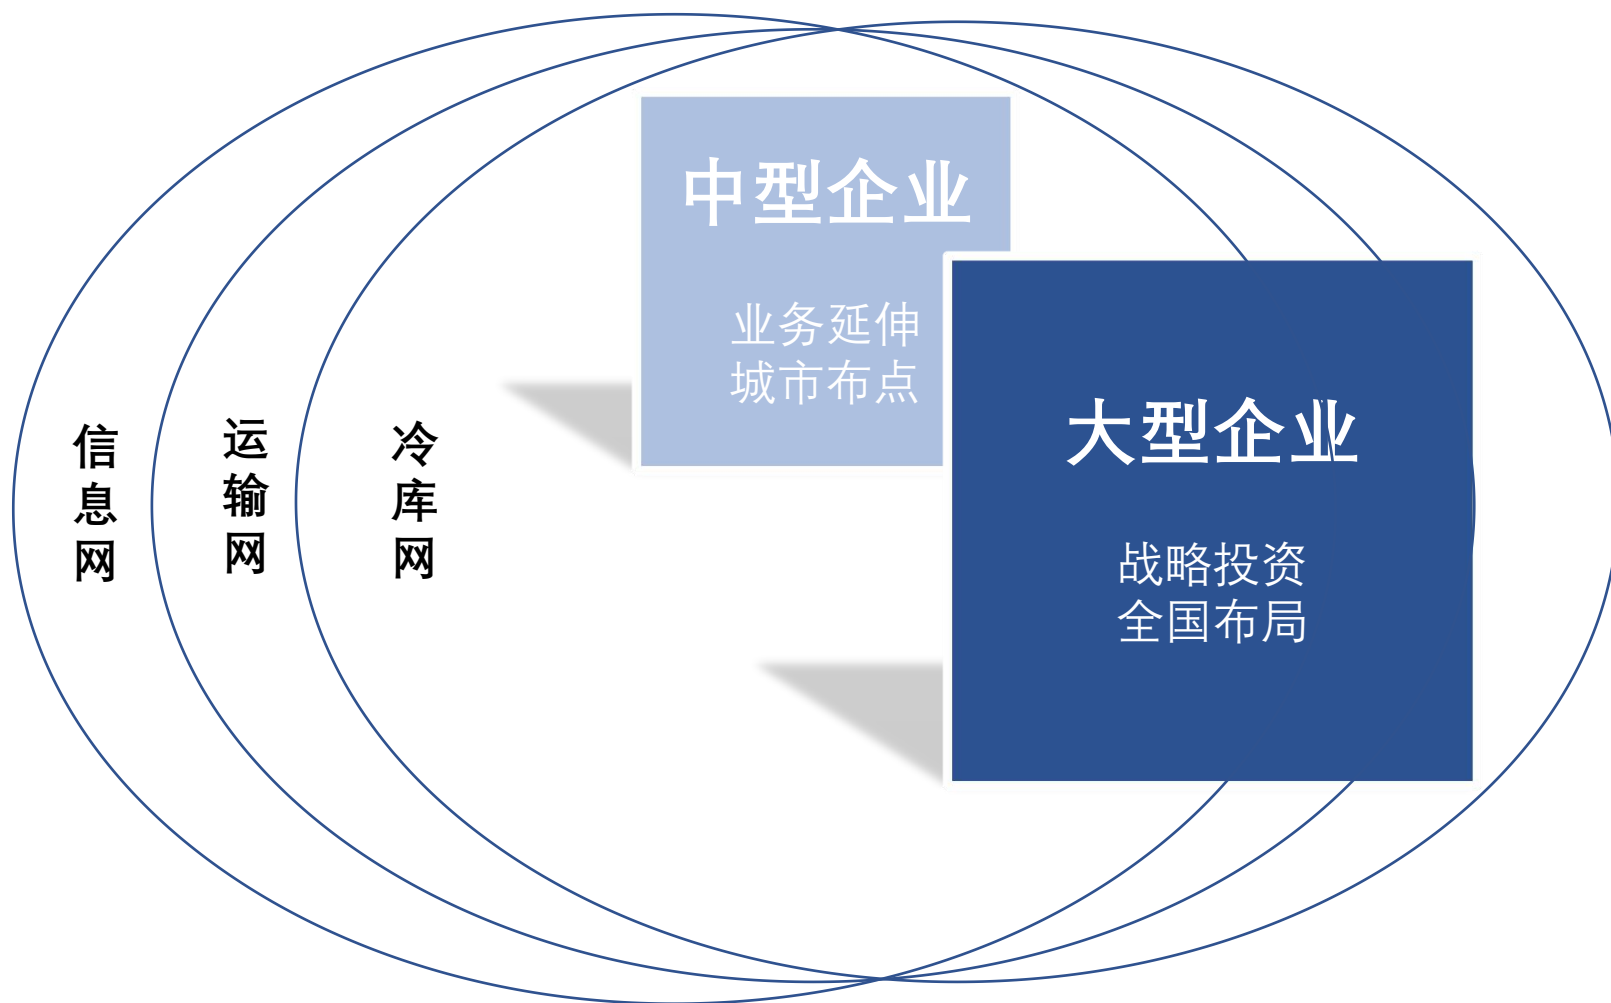 中型企业
业务延伸
城市布点
信息网
运输网
冷库网
大型企业
战略投资
全国布局